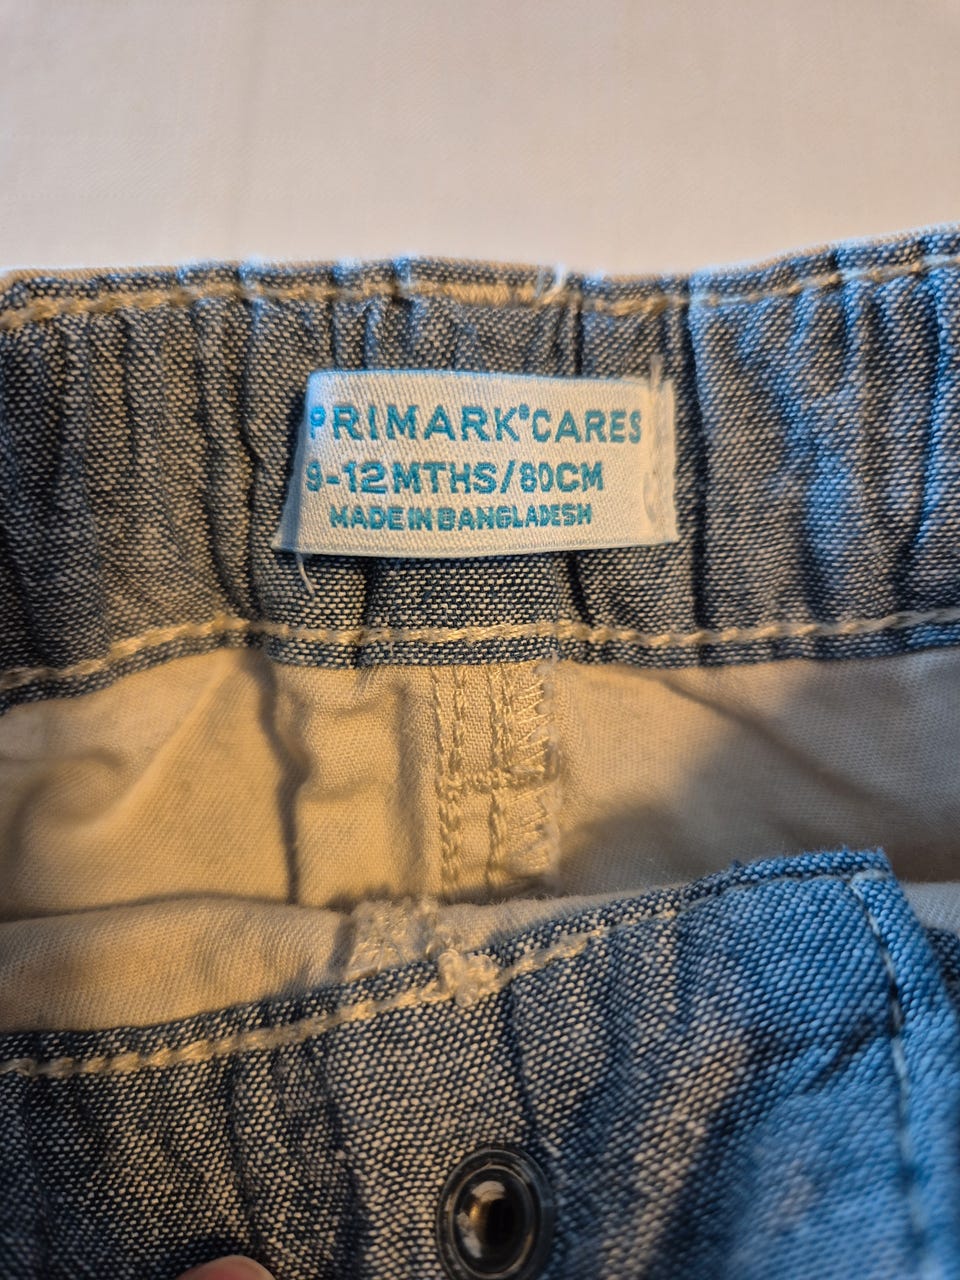 PRIMARK®CARES
9-12MTHS/80CM
MADE IN BANGLADESH